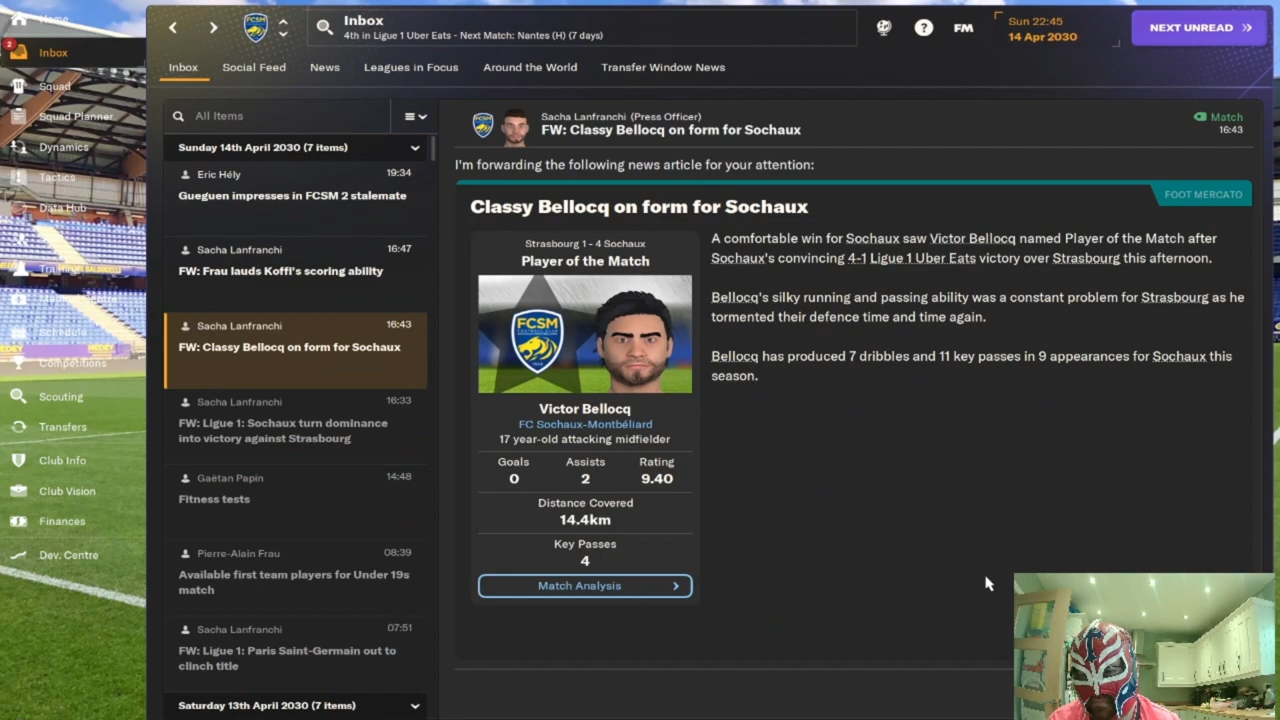 Home
2
Inbox
Squad
Squad Planner
Dynamics
Tactics
Data Hub
Schedule
Competitions
Scouting
Transfers
Club Info
Club Vision
Finances
Dev. Centre
FCSM
Inbox
4th in Ligue 1 Uber Eats - Next Match: Nantes (H) (7 days)
?
FM
Sun 22:45
14 Apr 2030
NEXT UNREAD
Inbox
Social Feed
News
Leagues in Focus
Around the World
Transfer Window News
All Items
Sunday 14th April 2030 (7 items)
Eric Hély
19:34
Gueguen impresses in FCSM 2 stalemate
Sacha Lanfranchi
16:47
FW: Frau lauds Koffi's scoring ability
Sacha Lanfranchi
16:43
FW: Classy Bellocq on form for Sochaux
Sacha Lanfranchi
16:33
FW: Ligue 1: Sochaux turn dominance
into victory against Strasbourg
Gaëtan Papin
14:48
Fitness tests
Pierre-Alain Frau
08:39
Available first team players for Under 19s
match
Sacha Lanfranchi
07:51
FW: Ligue 1: Paris Saint-Germain out to
clinch title
Saturday 13th April 2030 (7 items)
Sacha Lanfranchi (Press Officer)
FW: Classy Bellocq on form for Sochaux
Match
16:43
I'm forwarding the following news article for your attention:
FOOT MERCATO
Classy Bellocq on form for Sochaux
Strasbourg 1 - 4 Sochaux
Player of the Match
FCSM
Victor Bellocq
FC Sochaux-Montbéliard
17 year-old attacking midfielder
Goals Assists Rating
0 2 9.40
Distance Covered
14.4km
Key Passes
4
Match Analysis
A comfortable win for Sochaux saw Victor Bellocq named Player of the Match after
Sochaux's convincing 4-1 Ligue 1 Uber Eats victory over Strasbourg this afternoon.
Bellocq's silky running and passing ability was a constant problem for Strasbourg as he
tormented their defence time and time again.
Bellocq has produced 7 dribbles and 11 key passes in 9 appearances for Sochaux this
season.